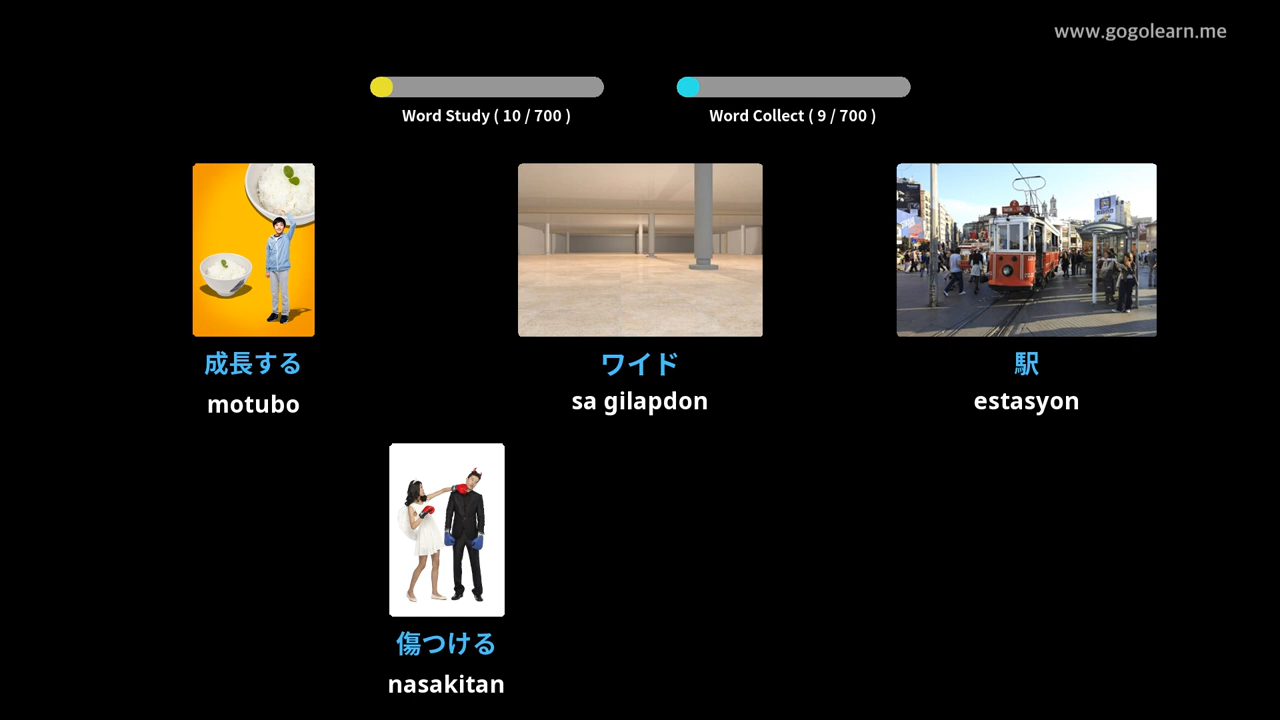 www.gogolearn.me
Word Study ( 10 / 700 )
Word Collect ( 9 / 700 )
成長する
motubo
ワイド
sa gilapdon
駅
estasyon
傷つける
nasakitan